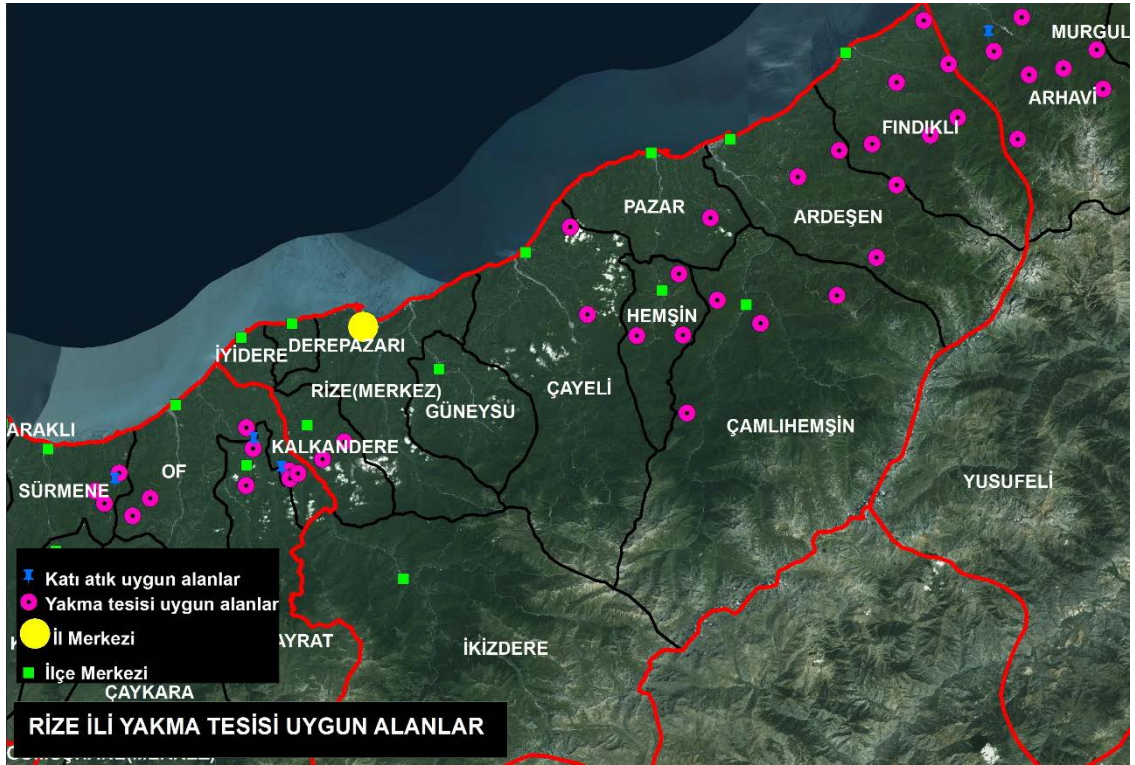 MURGUL
ARHAVİ
FINDIKLI
PAZAR
ARDEŞEN
HEMŞİN
İYİDERE
DEREPAZARI
RİZE(MERKEZ)
GÜNEYSU
ÇAYELİ
ÇAMLIHEMŞİN
ARAKLI
OF
KALKANDERE
SÜRMENE
YUSUFELİ
Katı atık uygun alanlar
Yakma tesisi uygun alanlar
İl Merkezi
İlçe Merkezi
AYRAT
İKİZDERE
ÇAYKARA
RİZE İLİ YAKMA TESİSİ UYGUN ALANLAR